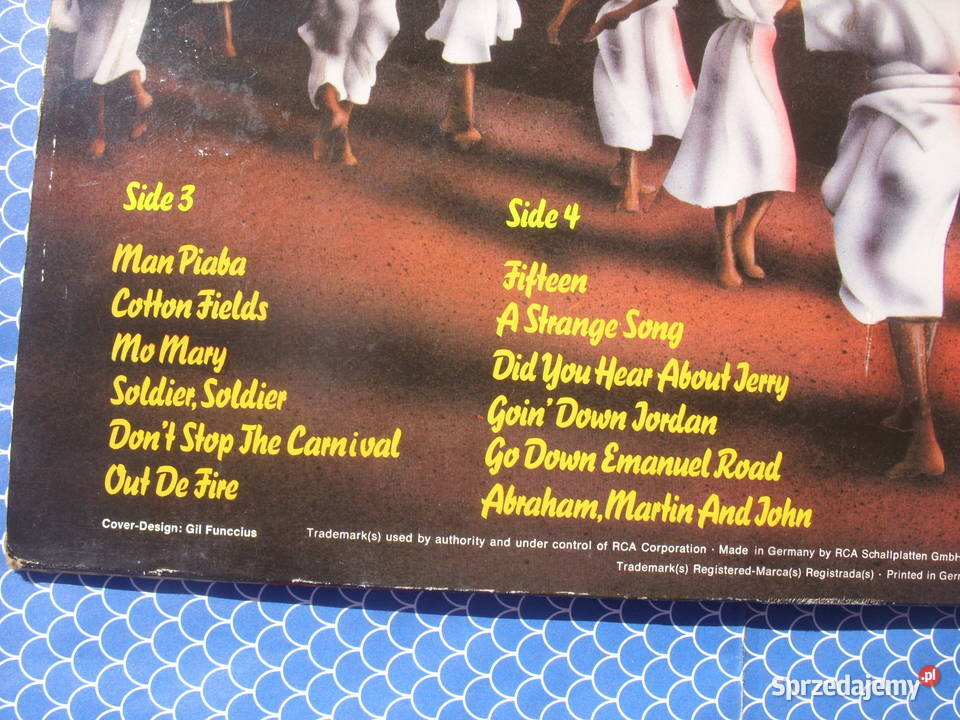 Side 3
Man Piaba
Cotton Fields
Mo Mary
Soldier, Soldier
Don't Stop The Carnival
Out De Fire
Side 4
Fifteen
A Strange Song
Did You Hear About Jerry
Goin' Down Jordan
Go Down Emanuel Road
Abraham, Martin And John
Cover-Design: Gil Funccius
Trademark(s) used by authority and under control of RCA Corporation · Made in Germany by RCA Schallplatten GmbH
Trademark(s) Registered-Marca(s) Registrada(s) · Printed in Ger
Sprzedajemy.pl